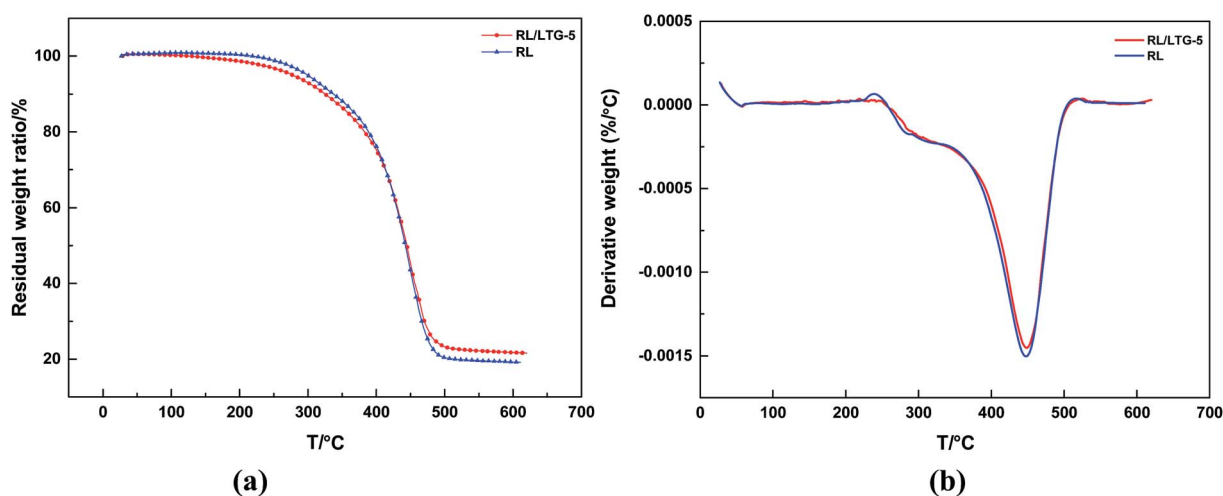 RL/LTG-5
RL
100
80
60
40
20
Residual weight ratio/%
0 100 200 300 400 500 600 700
T/°C
(a)
RL/LTG-5
RL
0.0005
0.0000
-0.0005
-0.0010
-0.0015
Derivative weight (%/°C)
0 100 200 300 400 500 600 700
T/°C
(b)